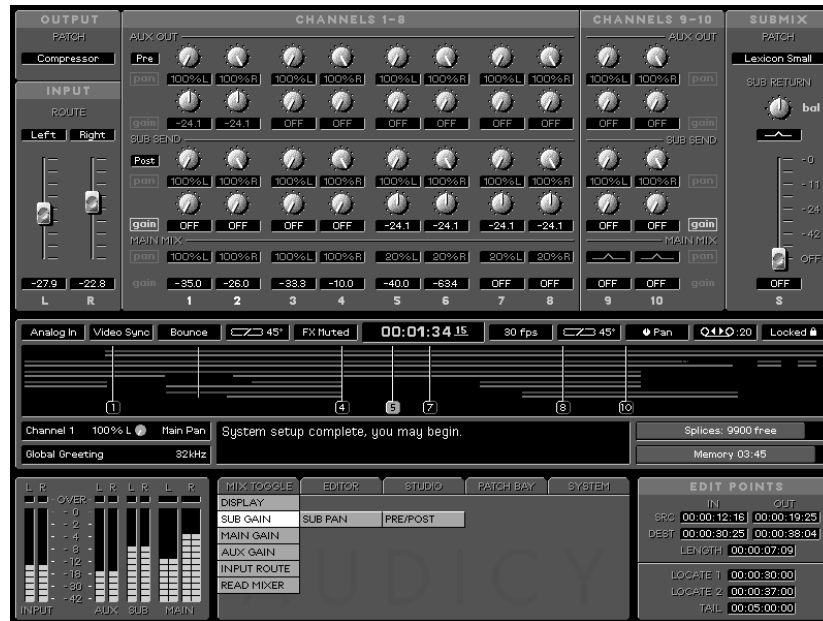 OUTPUT
PATCH
Compressor
INPUT
ROUTE
Left Right
-27.9 -22.8
L R
CHANNELS 1-8
AUX OUT
Pre
pan 100%L 100%R 100%L 100%R 100%L 100%R 100%L 100%R
gain -24.1 -24.1 OFF OFF OFF OFF OFF OFF
SUB SEND
Post
pan 100%L 100%R 100%L 100%R 100%L 100%R 100%L 100%R
gain OFF OFF OFF OFF -24.1 -24.1 -24.1 -24.1
MAIN MIX
pan 100%L 100%R 100%L 100%R 20%L 20%R 20%L 20%R
gain -35.0 -26.0 -33.3 -10.0 -40.0 -63.4 OFF OFF
1 2 3 4 5 6 7 8
CHANNELS 9-10
AUX OUT
100%L 100%R pan
OFF OFF gain
SUB SEND
100%L 100%R pan
OFF OFF gain
MAIN MIX
pan
OFF OFF gain
9 10
SUBMIX
PATCH
Lexicon Small
SUB RETURN
bal
-0
-11
-24
-42
OFF
OFF
S
Analog In Video Sync Bounce 45° FX Muted 00:01:34 15 30 fps 45° Pan :20 Locked
1 4 5 7 8 10
Channel 1 100% L Main Pan
Global Greeting 32kHz
System setup complete, you may begin.
Splices: 9900 free
Memory 03:45
L R L R L R L R
-OVER-
- 0 -
- 2 -
- 4 -
- 8 -
-12 -
-18 -
-30 -
-42 -
INPUT AUX SUB MAIN
MIX TOGGLE EDITOR STUDIO PATCH BAY SYSTEM
DISPLAY
SUB GAIN SUB PAN PRE/POST
MAIN GAIN
AUX GAIN
INPUT ROUTE
READ MIXER
AUDICY
EDIT POINTS
IN OUT
SRC 00:00:12:16 00:00:19:25
DEST 00:00:30:25 00:00:38:04
LENGTH 00:00:07:09
LOCATE 1 00:00:30:00
LOCATE 2 00:00:37:00
TAIL 00:05:00:00